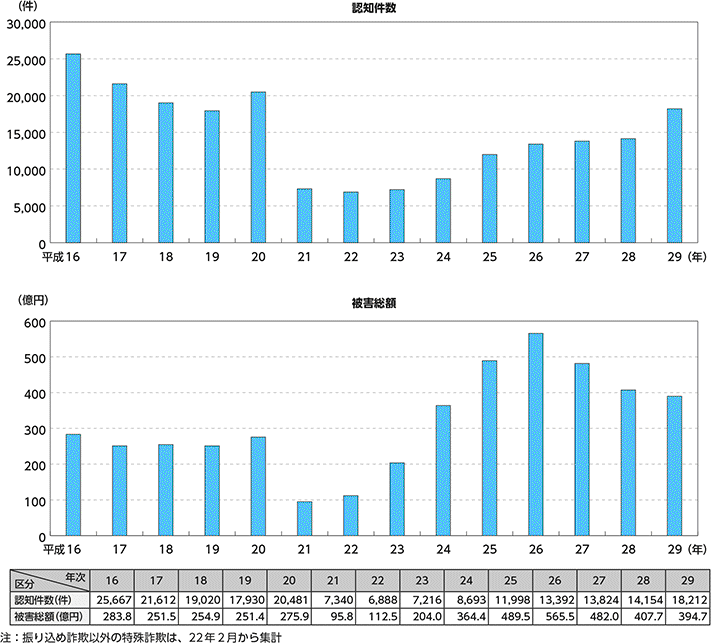 （件）
認知件数
30,000
25,000
20,000
15,000
10,000
5,000
0
平成16 17 18 19 20 21 22 23 24 25 26 27 28 29（年）
（億円）
被害総額
600
500
400
300
200
100
0
平成16 17 18 19 20 21 22 23 24 25 26 27 28 29（年）
区分 年次 16 17 18 19 20 21 22 23 24 25 26 27 28 29
認知件数(件) 25,667 21,612 19,020 17,930 20,481 7,340 6,888 7,216 8,693 11,998 13,392 13,824 14,154 18,212
被害総額(億円) 283.8 251.5 254.9 251.4 275.9 95.8 112.5 204.0 364.4 489.5 565.5 482.0 407.7 394.7
注：振り込め詐欺以外の特殊詐欺は、22年２月から集計